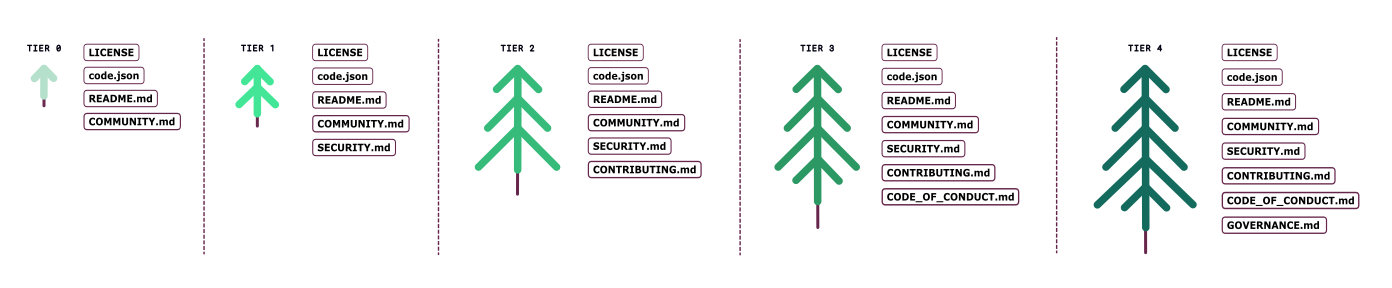 TIER 0
LICENSE
code.json
README.md
COMMUNITY.md
TIER 1
LICENSE
code.json
README.md
COMMUNITY.md
SECURITY.md
TIER 2
LICENSE
code.json
README.md
COMMUNITY.md
SECURITY.md
CONTRIBUTING.md
TIER 3
LICENSE
code.json
README.md
COMMUNITY.md
SECURITY.md
CONTRIBUTING.md
CODE_OF_CONDUCT.md
TIER 4
LICENSE
code.json
README.md
COMMUNITY.md
SECURITY.md
CONTRIBUTING.md
CODE_OF_CONDUCT.md
GOVERNANCE.md